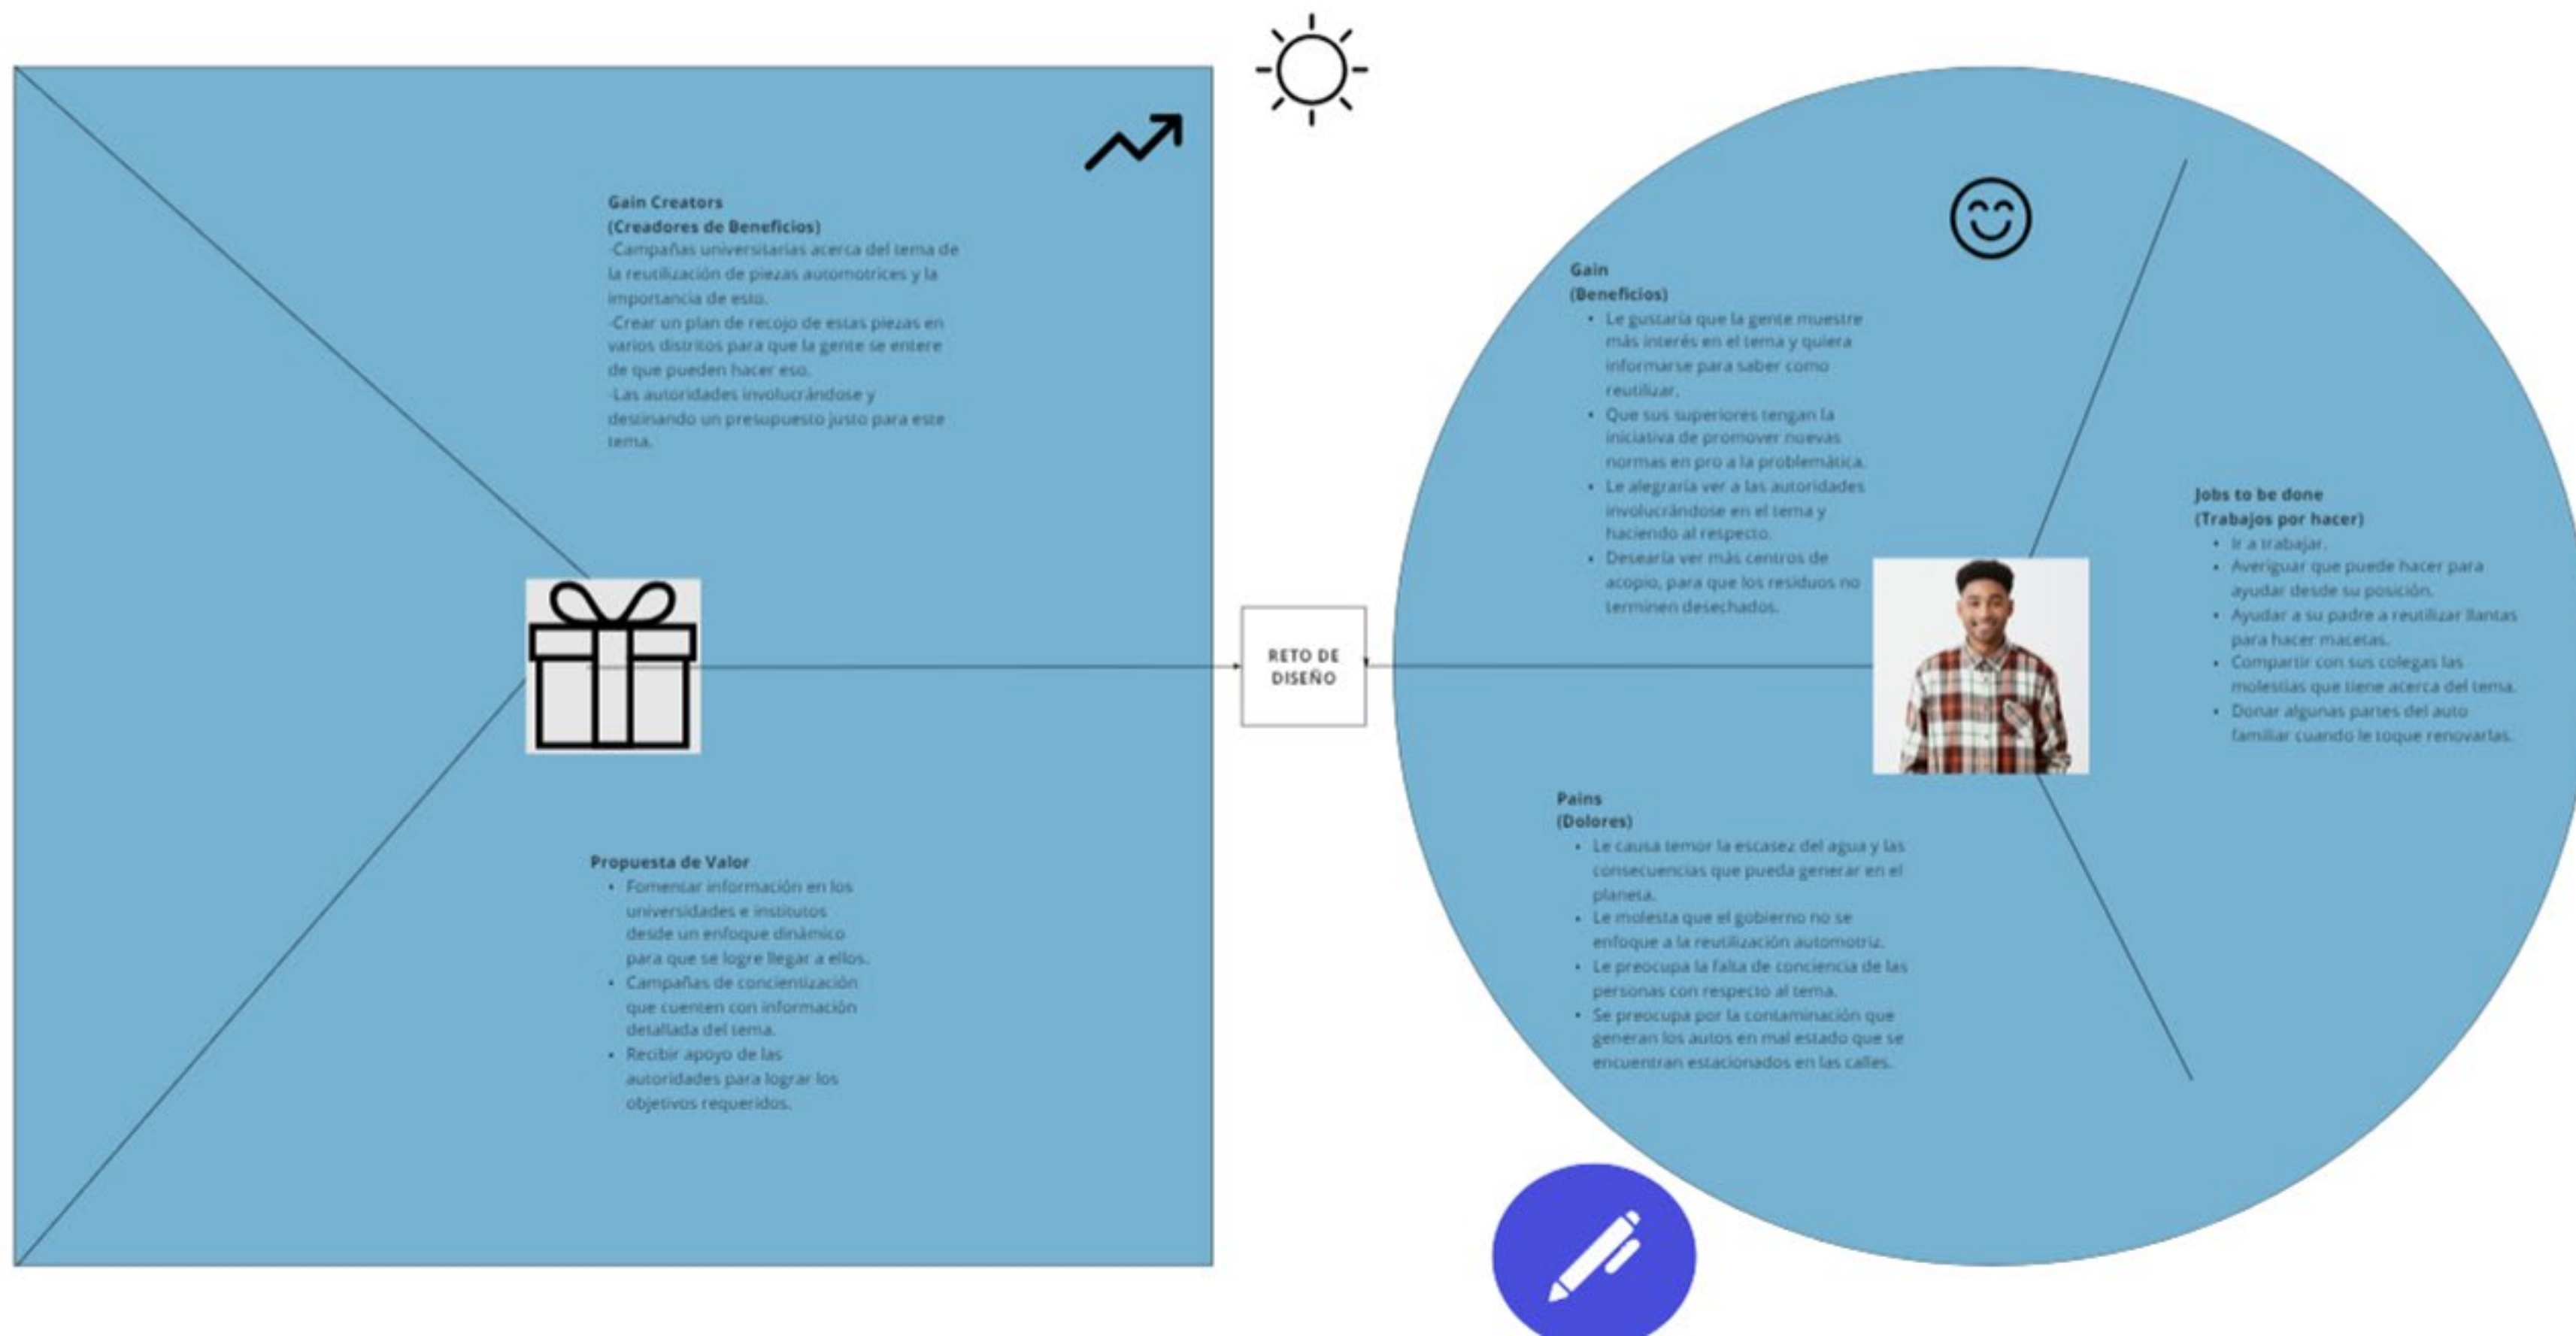 Gain Creators
(Creadores de Beneficios)
-Campañas universitarias acerca del tema de
la reutilización de piezas automotrices y la
importancia de esto.
-Crear un plan de recojo de estas piezas en
varios distritos para que la gente se entere
de que pueden hacer eso.
-Las autoridades involucrándose y
destinando un presupuesto justo para este
tema.
Propuesta de Valor
• Fomentar información en los
universidades e institutos
desde un enfoque dinámico
para que se logre llegar a ellos.
• Campañas de concientización
que cuenten con información
detallada del tema.
• Recibir apoyo de las
autoridades para lograr los
objetivos requeridos.
RETO DE
DISEÑO
Gain
(Beneficios)
• Le gustaría que la gente muestre
más interés en el tema y quiera
informarse para saber como
reutilizar.
• Que sus superiores tengan la
iniciativa de promover nuevas
normas en pro a la problemática.
• Le alegraría ver a las autoridades
involucrándose en el tema y
haciendo al respecto.
• Desearía ver más centros de
acopio, para que los residuos no
terminen desechados.
Pains
(Dolores)
• Le causa temor la escasez del agua y las
consecuencias que pueda generar en el
planeta.
• Le molesta que el gobierno no se
enfoque a la reutilización automotriz.
• Le preocupa la falta de conciencia de las
personas con respecto al tema.
• Se preocupa por la contaminación que
generan los autos en mal estado que se
encuentran estacionados en las calles.
Jobs to be done
(Trabajos por hacer)
• Ir a trabajar.
• Averiguar que puede hacer para
ayudar desde su posición.
• Ayudar a su padre a reutilizar llantas
para hacer macetas.
• Compartir con sus colegas las
molestias que tiene acerca del tema.
• Donar algunas partes del auto
familiar cuando le toque renovarlas.